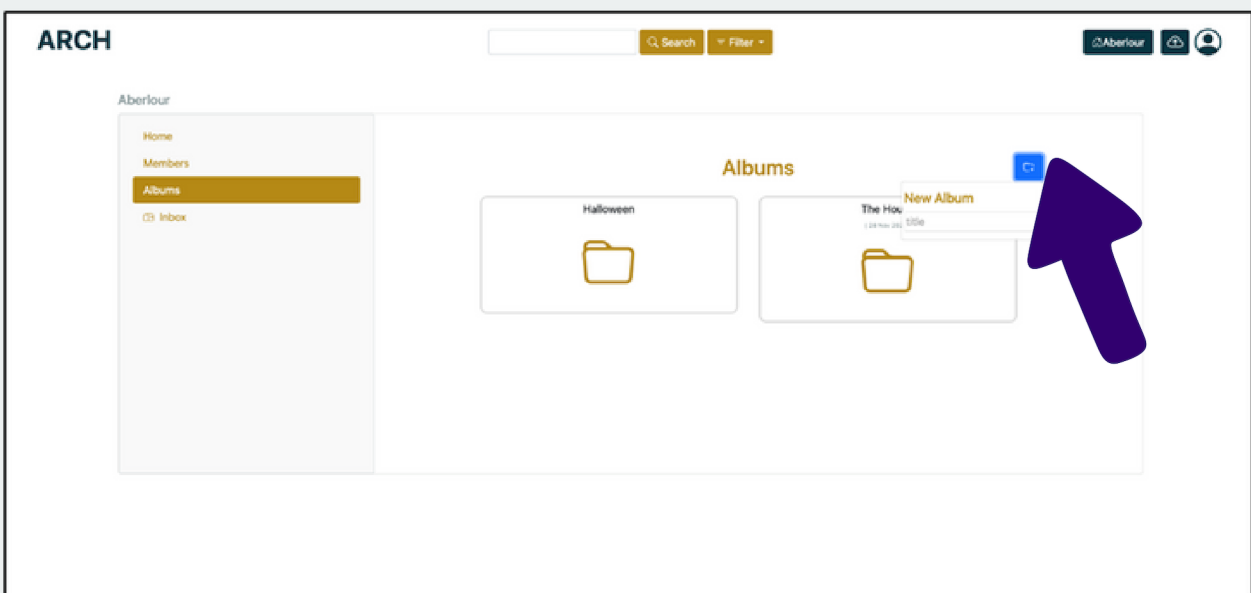 ARCH
Search
Filter
Aberlour
Aberlour
Home
Members
Albums
Inbox
Albums
New Album
title
Halloween
The Hou